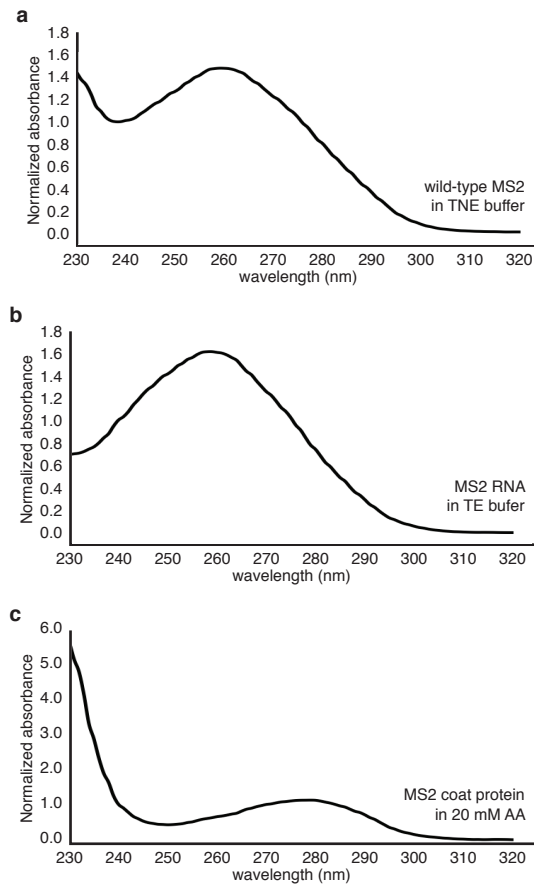 a
1.8
1.6
1.4
1.2
1.0
0.8
0.6
0.4
0.2
0.0
Normalized absorbance
wild-type MS2
in TNE buffer
230 240 250 260 270 280 290 300 310 320
wavelength (nm)
b
1.8
1.6
1.4
1.2
1.0
0.8
0.6
0.4
0.2
0.0
Normalized absorbance
MS2 RNA
in TE bufer
230 240 250 260 270 280 290 300 310 320
wavelength (nm)
c
6.0
5.0
4.0
3.0
2.0
1.0
0.0
Normalized absorbance
MS2 coat protein
in 20 mM AA
230 240 250 260 270 280 290 300 310 320
wavelength (nm)